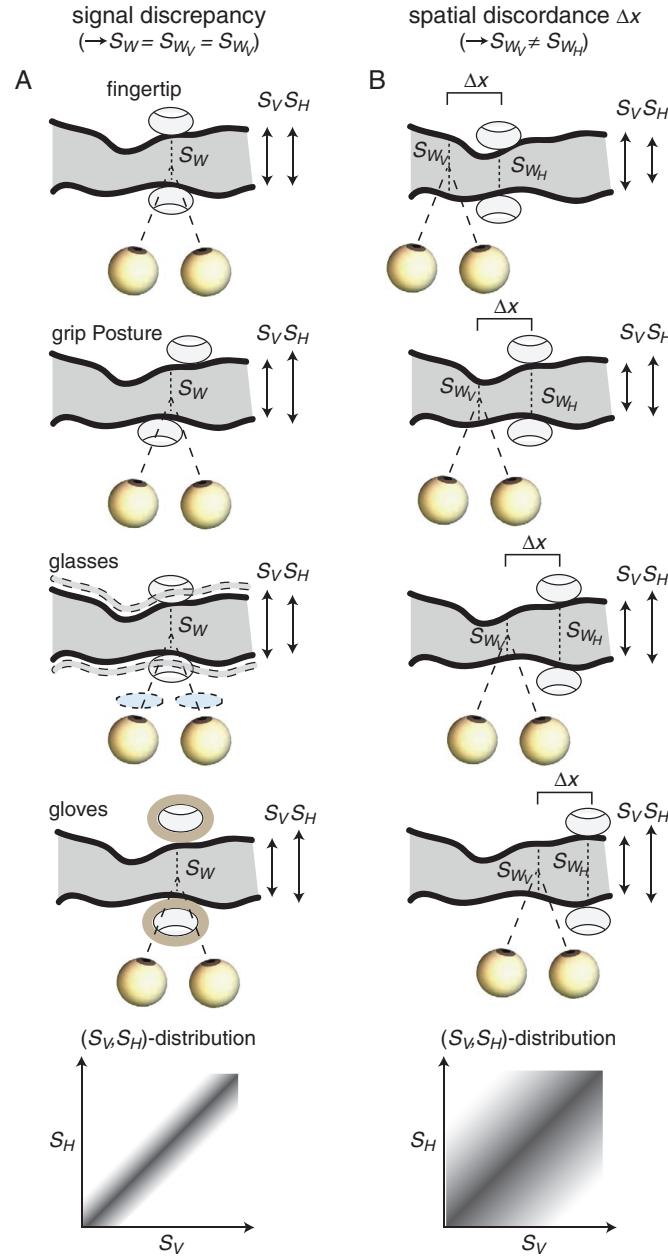 signal discrepancy
(→S_W = S_{W_V} = S_{W_V})
A
fingertip
S_V S_H
S_W
grip Posture
S_V S_H
S_W
glasses
S_V S_H
S_W
gloves
S_V S_H
S_W
(S_V,S_H)-distribution
S_H
S_V
spatial discordance Δx
(→S_{W_V} ≠ S_{W_H})
B
Δx
S_V S_H
S_{W_V}
S_{W_H}
Δx
S_V S_H
S_{W_V}
S_{W_H}
Δx
S_V S_H
S_{W_V}
S_{W_H}
Δx
S_V S_H
S_{W_V}
S_{W_H}
(S_V,S_H)-distribution
S_H
S_V